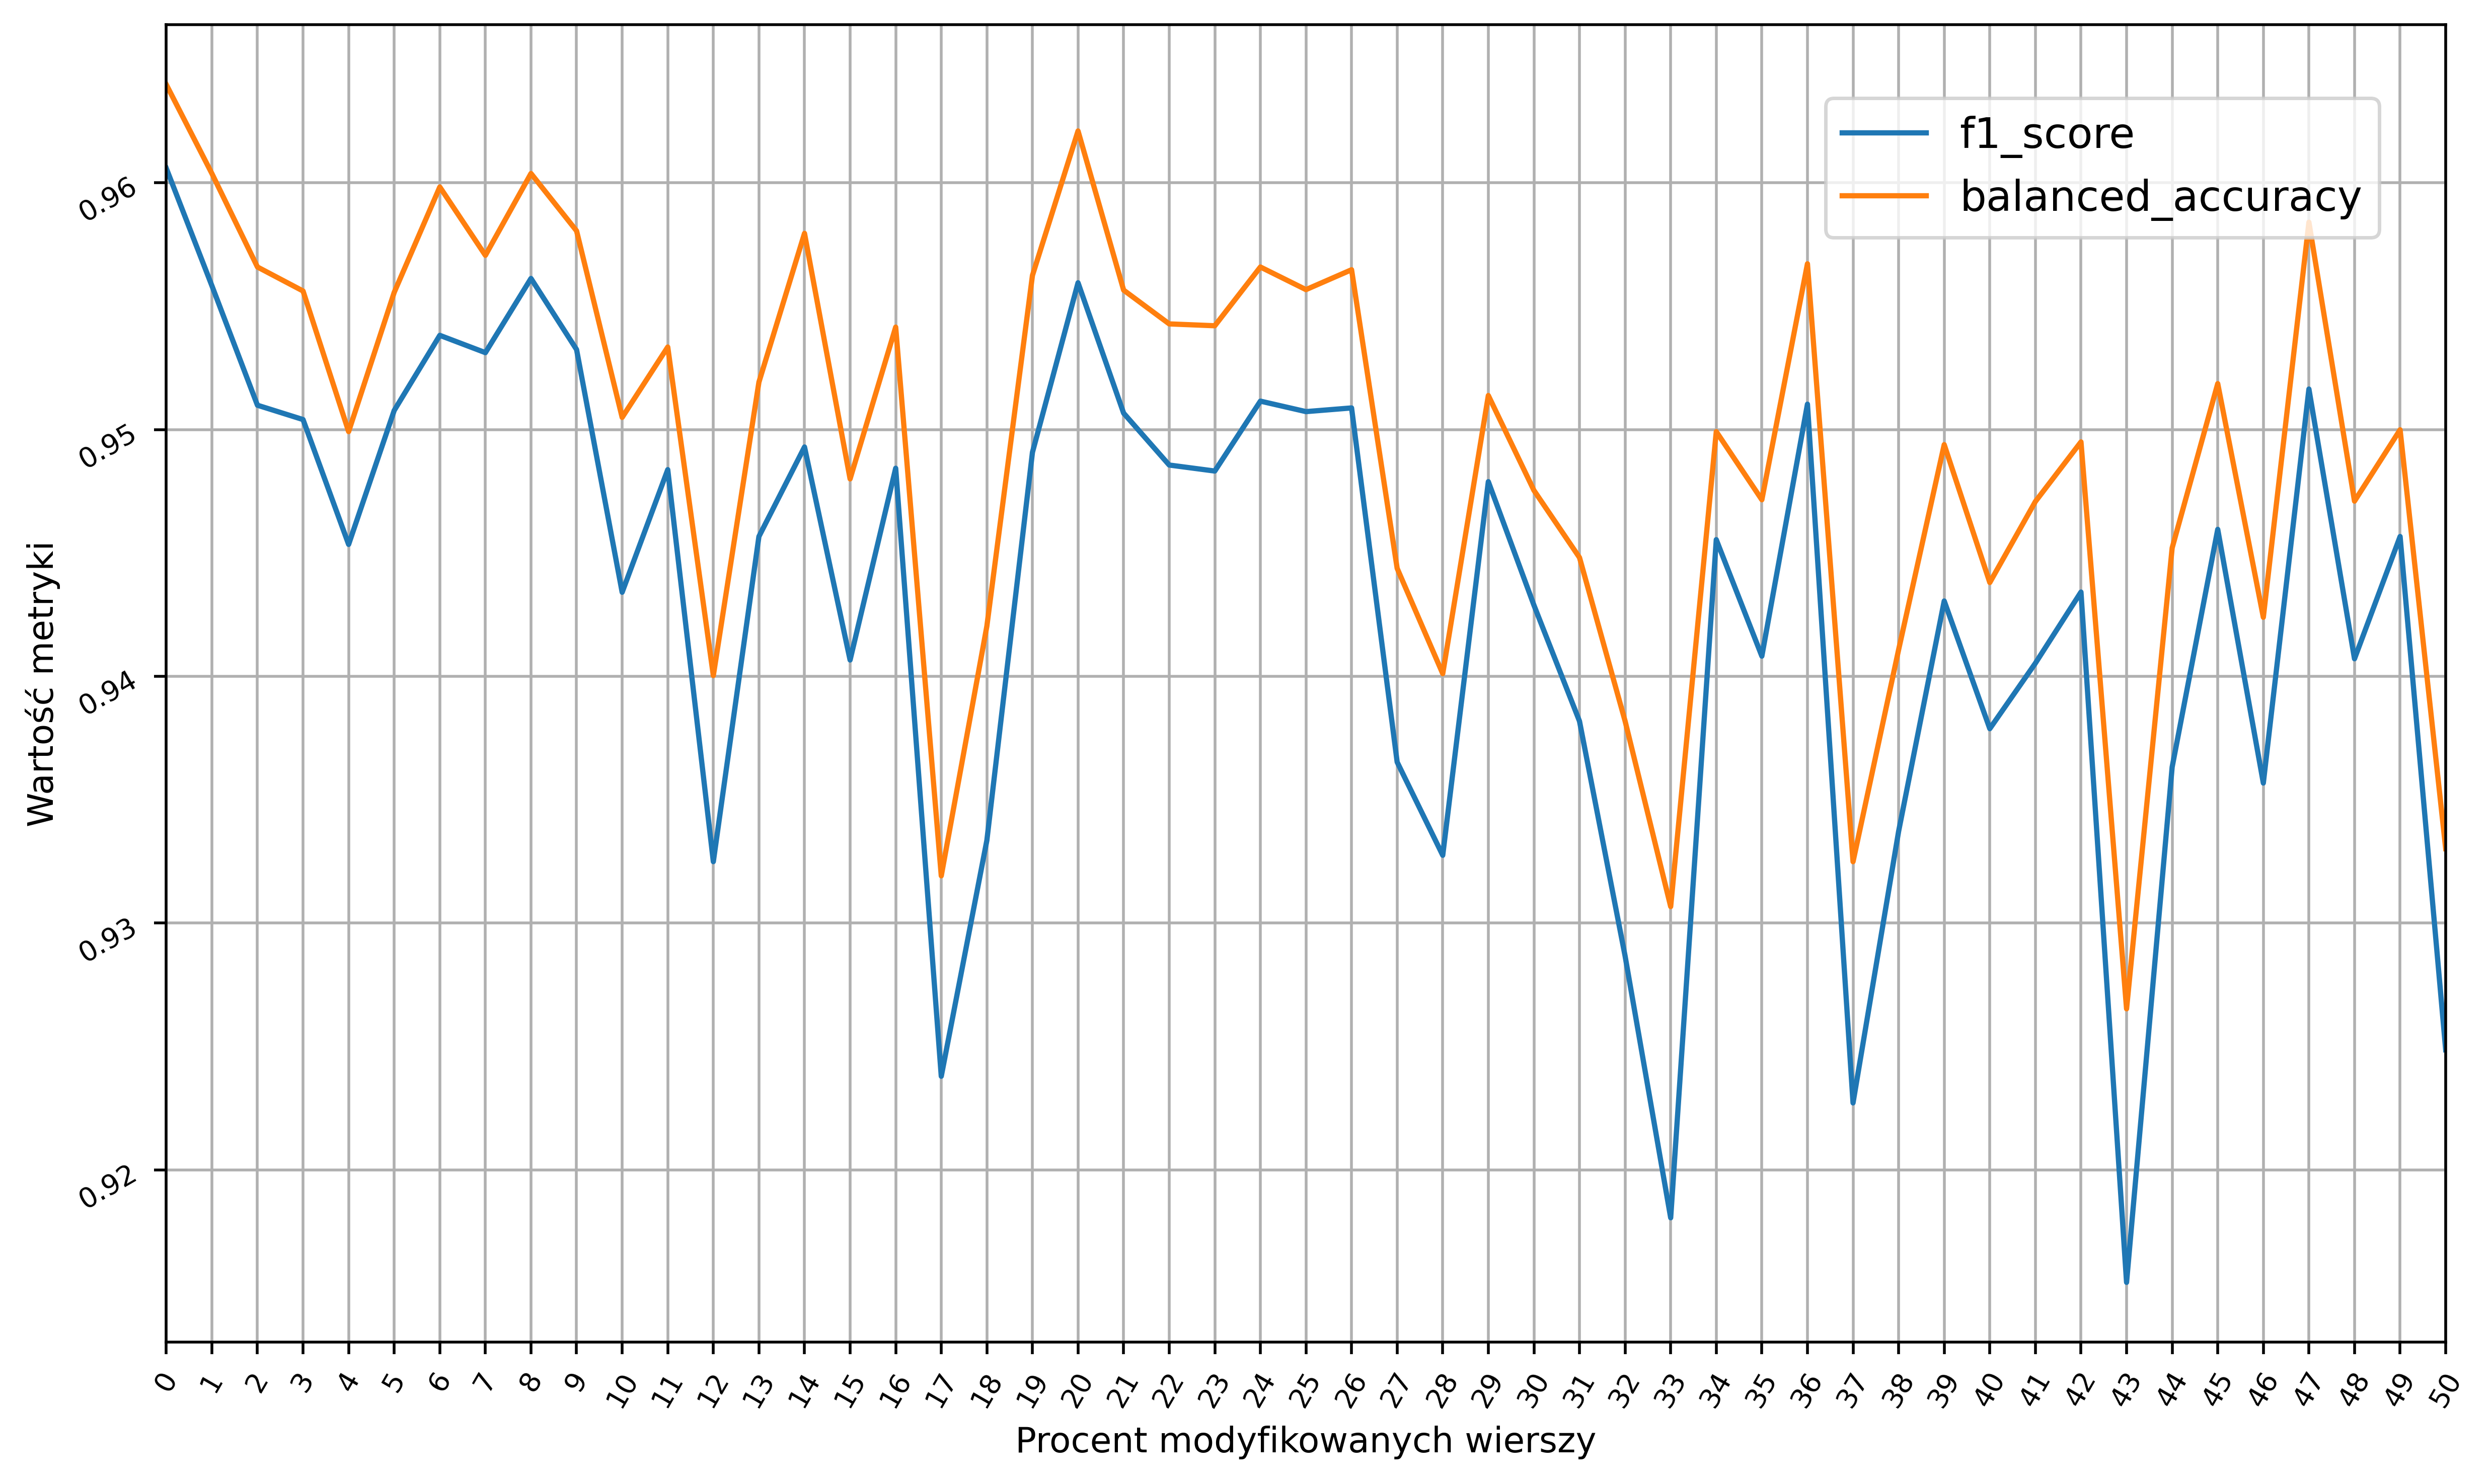 f1_score
balanced_accuracy
0.96
0.95
0.94
0.93
0.92
Wartość metryki
0 1 2 3 4 5 6 7 8 9 10 11 12 13 14 15 16 17 18 19 20 21 22 23 24 25 26 27 28 29 30 31 32 33 34 35 36 37 38 39 40 41 42 43 44 45 46 47 48 49 50
Procent modyfikowanych wierszy